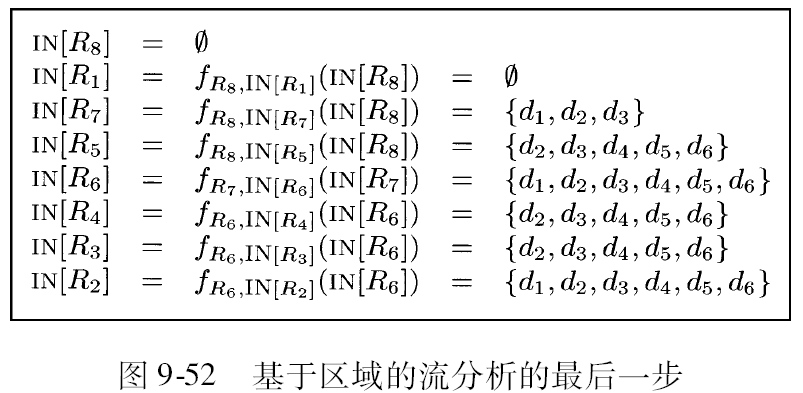 IN[R₈] = ∅
IN[R₁] = f_{R₈,IN[R₁]}(IN[R₈]) = ∅
IN[R₇] = f_{R₈,IN[R₇]}(IN[R₈]) = {d₁, d₂, d₃}
IN[R₅] = f_{R₈,IN[R₅]}(IN[R₈]) = {d₂, d₃, d₄, d₅, d₆}
IN[R₆] = f_{R₇,IN[R₆]}(IN[R₇]) = {d₁, d₂, d₃, d₄, d₅, d₆}
IN[R₄] = f_{R₆,IN[R₄]}(IN[R₆]) = {d₂, d₃, d₄, d₅, d₆}
IN[R₃] = f_{R₆,IN[R₃]}(IN[R₆]) = {d₂, d₃, d₄, d₅, d₆}
IN[R₂] = f_{R₆,IN[R₂]}(IN[R₆]) = {d₁, d₂, d₃, d₄, d₅, d₆}
图 9-52 基于区域的流分析的最后一步